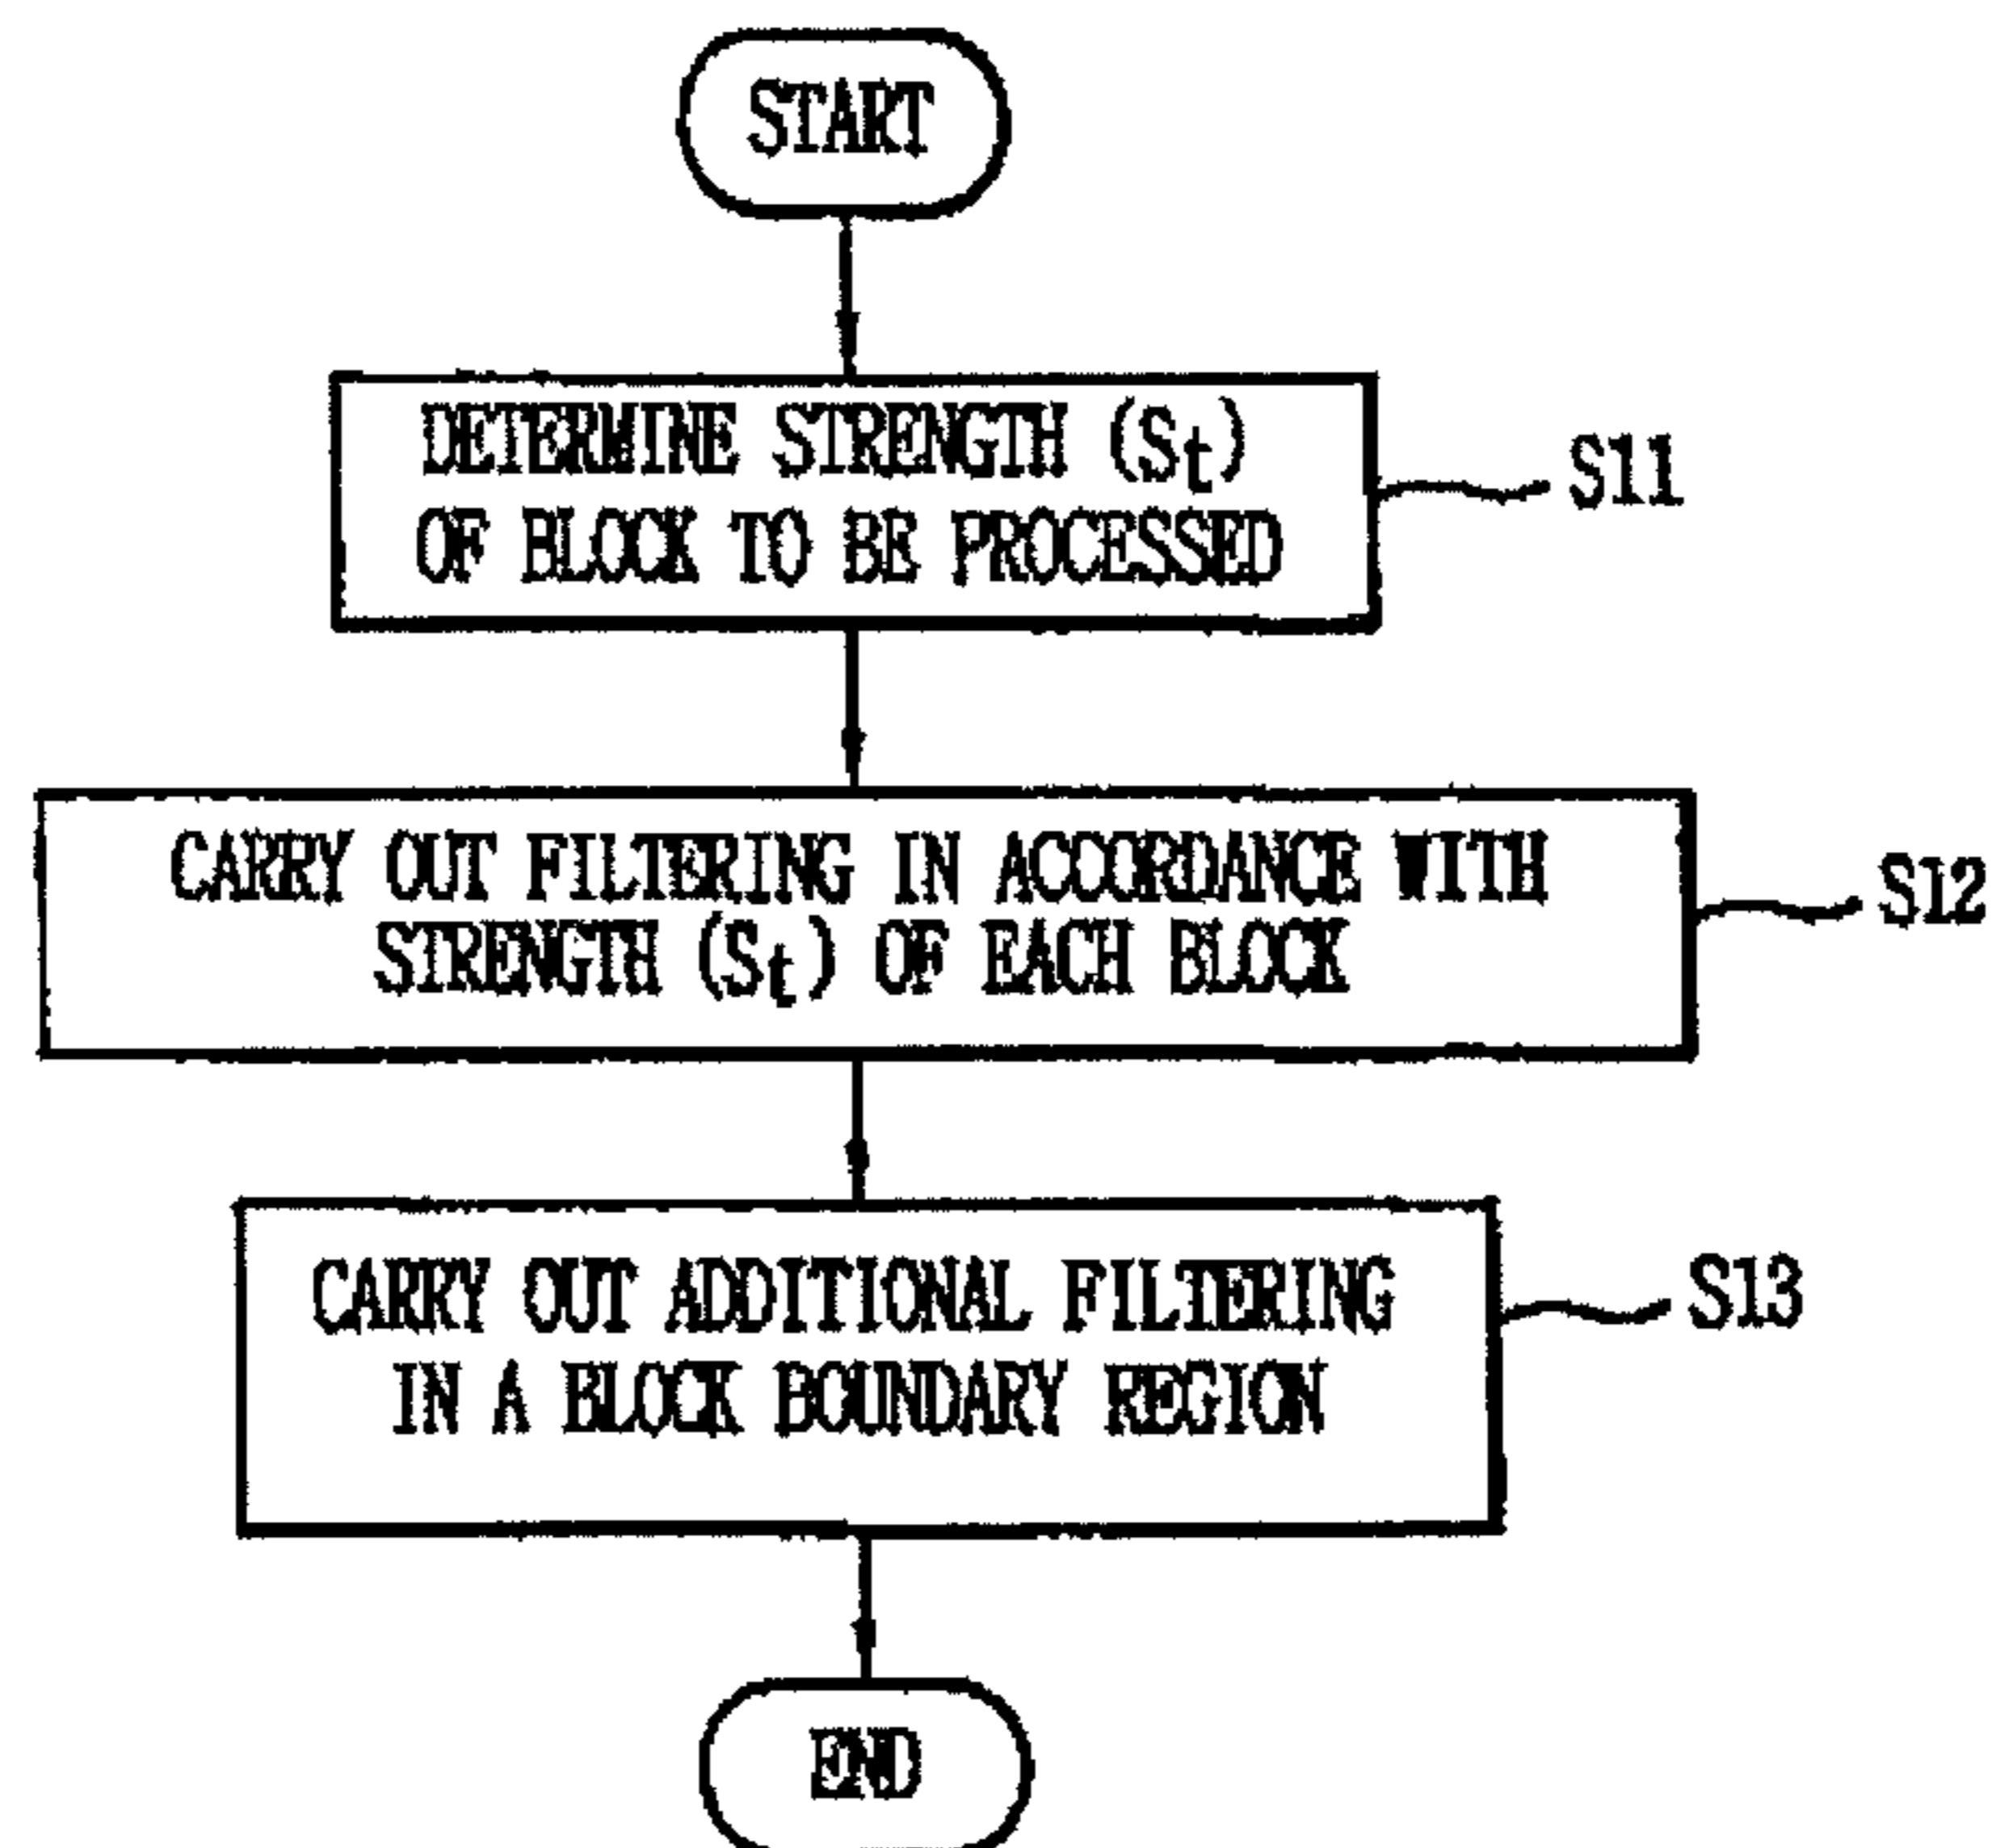 START
DETERMINE STRENGTH (St)
OF BLOCK TO BE PROCESSED
S11
CARRY OUT FILTERING IN ACCORDANCE WITH
STRENGTH (St) OF EACH BLOCK
S12
CARRY OUT ADDITIONAL FILTERING
IN A BLOCK BOUNDARY REGION
S13
END